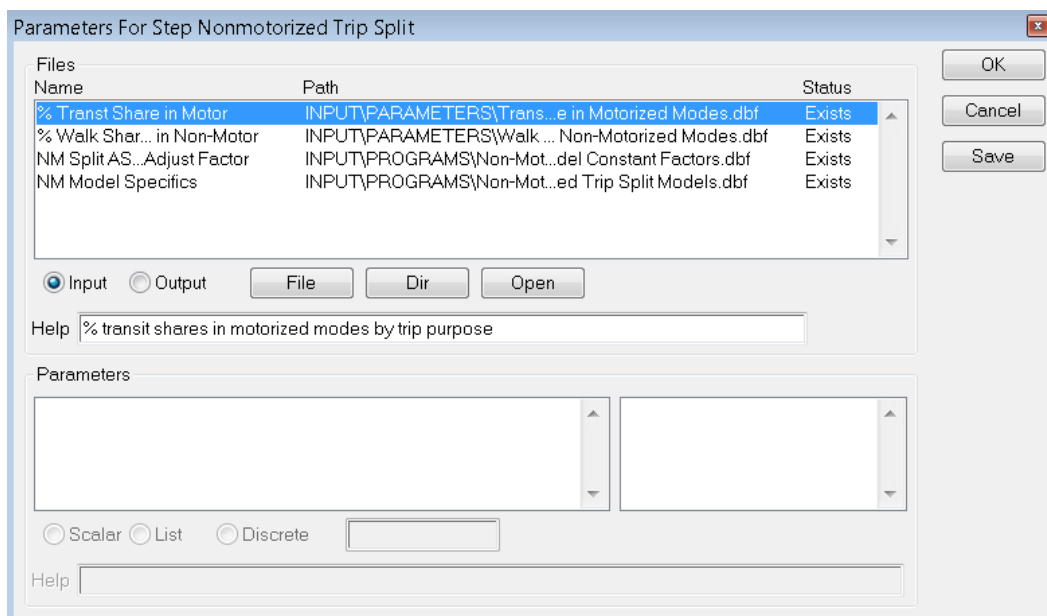 Parameters For Step Nonmotorized Trip Split
Files
Name Path Status
% Transt Share in Motor INPUT\PARAMETERS\Trans...e in Motorized Modes.dbf Exists
% Walk Shar... in Non-Motor INPUT\PARAMETERS\Walk ... Non-Motorized Modes.dbf Exists
NM Split AS...Adjust Factor INPUT\PROGRAMS\Non-Mot...del Constant Factors.dbf Exists
NM Model Specifics INPUT\PROGRAMS\Non-Mot...ed Trip Split Models.dbf Exists
OK
Cancel
Save
Input Output File Dir Open
Help % transit shares in motorized modes by trip purpose
Parameters
Scalar List Discrete
Help